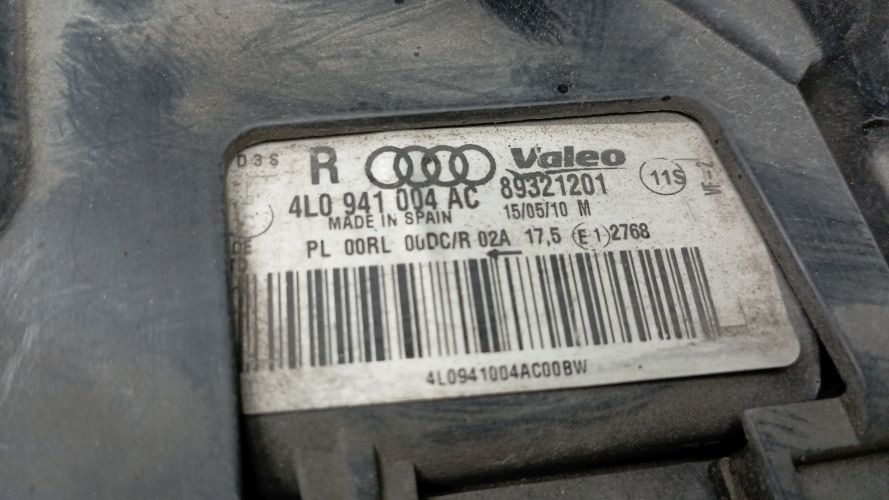 D3S R Valeo
4L0 941 004 AC 89321201 11S
MADE IN SPAIN 15/05/10 M
PL 00RL 00DC/R 02A 17,5 E1 2768
4L0941004AC00BW